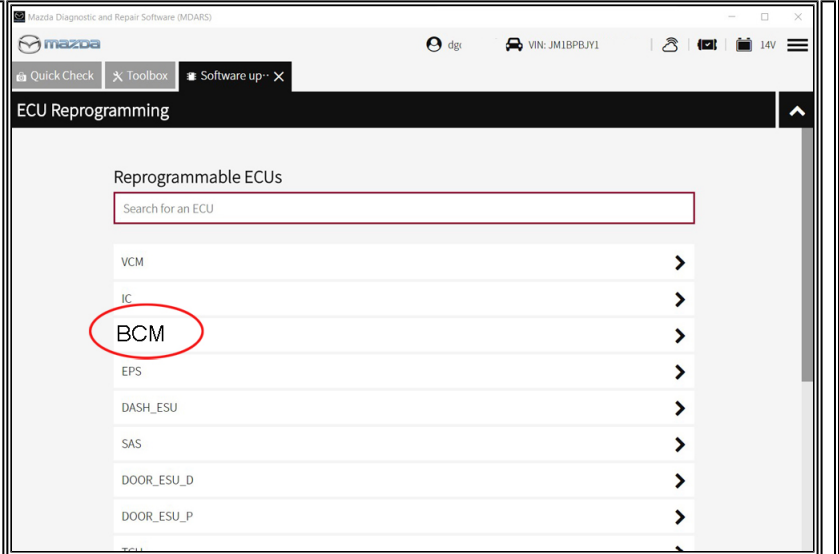 Mazda Diagnostic and Repair Software (MDARS)
mazda dgc VIN: JM1BPBJY1 14V
Quick Check Toolbox Software up··
ECU Reprogramming
Reprogrammable ECUs
Search for an ECU
VCM
IC
BCM
EPS
DASH_ESU
SAS
DOOR_ESU_D
DOOR_ESU_P